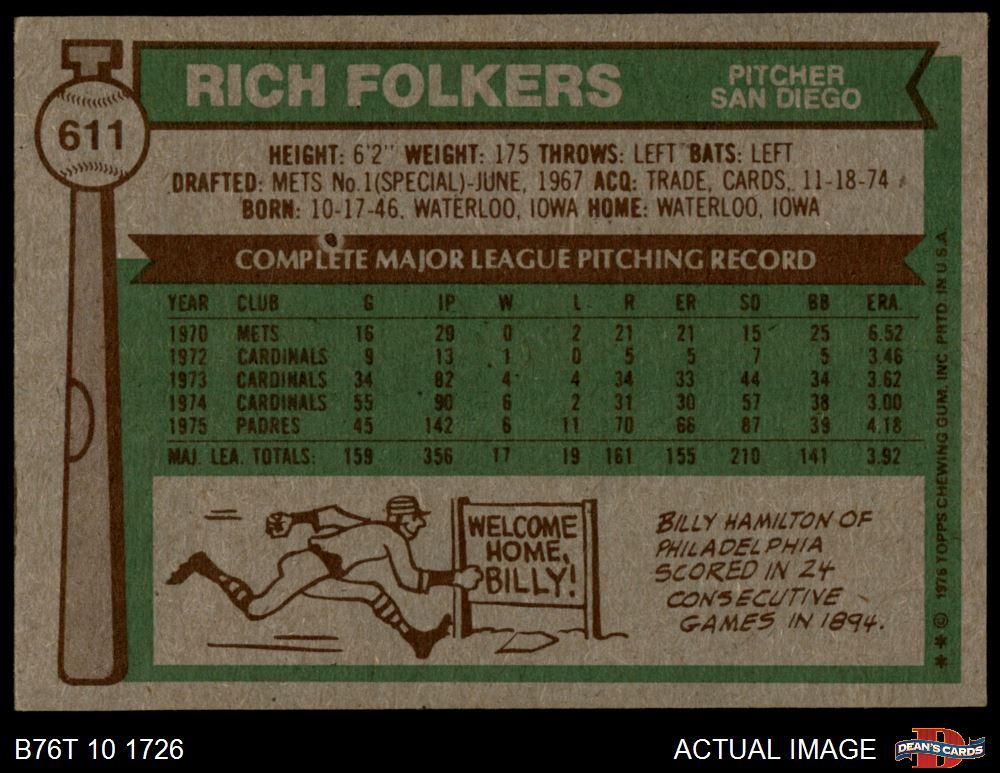 611
RICH FOLKERS
PITCHER
SAN DIEGO
HEIGHT: 6'2" WEIGHT: 175 THROWS: LEFT BATS: LEFT
DRAFTED: METS No.1(SPECIAL)-JUNE, 1967 ACQ: TRADE, CARDS, 11-18-74
BORN: 10-17-46, WATERLOO, IOWA HOME: WATERLOO, IOWA
COMPLETE MAJOR LEAGUE PITCHING RECORD
YEAR CLUB G IP W L R ER SO BB ERA
1970 METS 16 29 0 2 21 21 15 25 6.52
1972 CARDINALS 9 13 1 0 5 5 7 5 3.46
1973 CARDINALS 34 82 4 4 34 33 44 34 3.62
1974 CARDINALS 55 90 6 2 31 30 57 38 3.00
1975 PADRES 45 142 6 11 70 66 87 39 4.18
MAJ. LEA. TOTALS: 159 356 17 19 161 155 210 141 3.92
WELCOME
HOME,
BILLY!
BILLY HAMILTON OF
PHILADELPHIA
SCORED IN 24
CONSECUTIVE
GAMES IN 1894.
** © 1976 TOPPS CHEWING GUM, INC. PRTD. IN U.S.A.
B76T 10 1726
ACTUAL IMAGE
D
DEAN'S CARDS